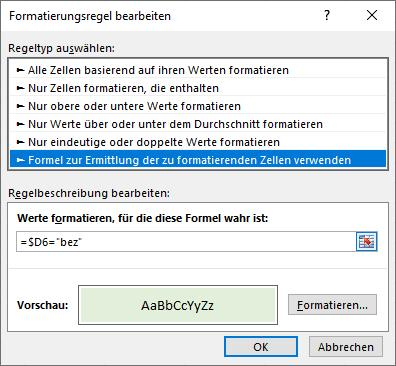 Formatierungsregel bearbeiten
Regeltyp auswählen:
► Alle Zellen basierend auf ihren Werten formatieren
► Nur Zellen formatieren, die enthalten
► Nur obere oder untere Werte formatieren
► Nur Werte über oder unter dem Durchschnitt formatieren
► Nur eindeutige oder doppelte Werte formatieren
► Formel zur Ermittlung der zu formatierenden Zellen verwenden
Regelbeschreibung bearbeiten:
Werte formatieren, für die diese Formel wahr ist:
=$D6="bez"
Vorschau: AaBbCcYyZz Formatieren...
OK Abbrechen